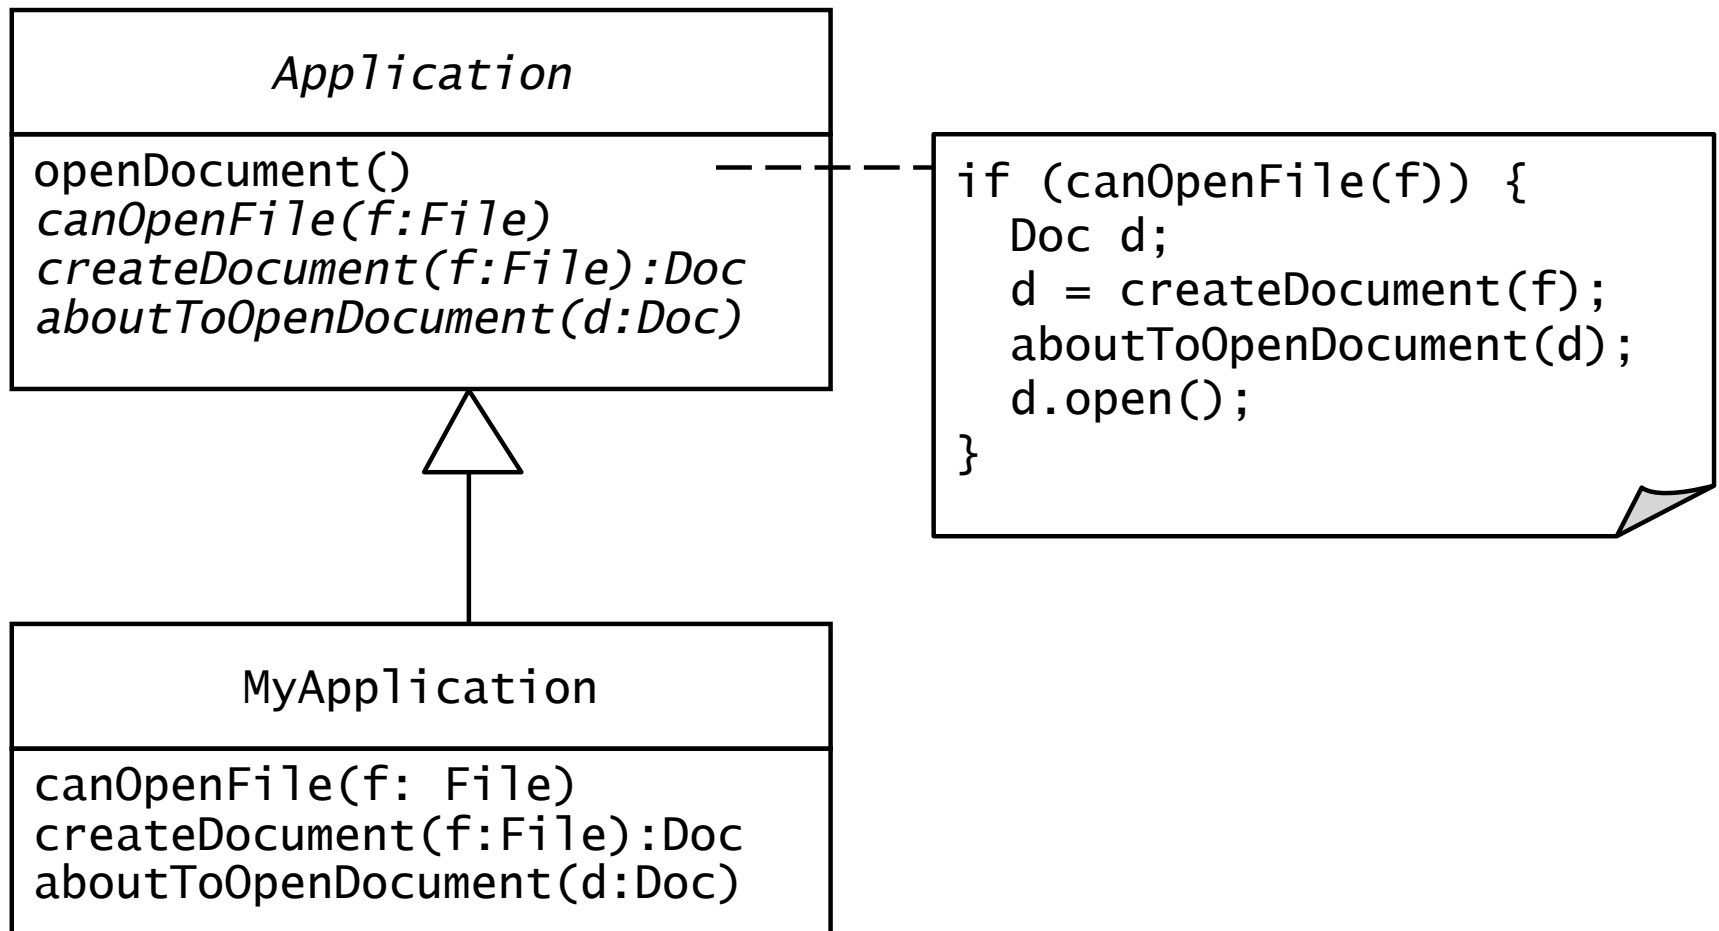 Application
openDocument()
canOpenFile(f:File)
createDocument(f:File):Doc
aboutToOpenDocument(d:Doc)
if (canOpenFile(f)) {
  Doc d;
  d = createDocument(f);
  aboutToOpenDocument(d);
  d.open();
}
MyApplication
canOpenFile(f: File)
createDocument(f:File):Doc
aboutToOpenDocument(d:Doc)